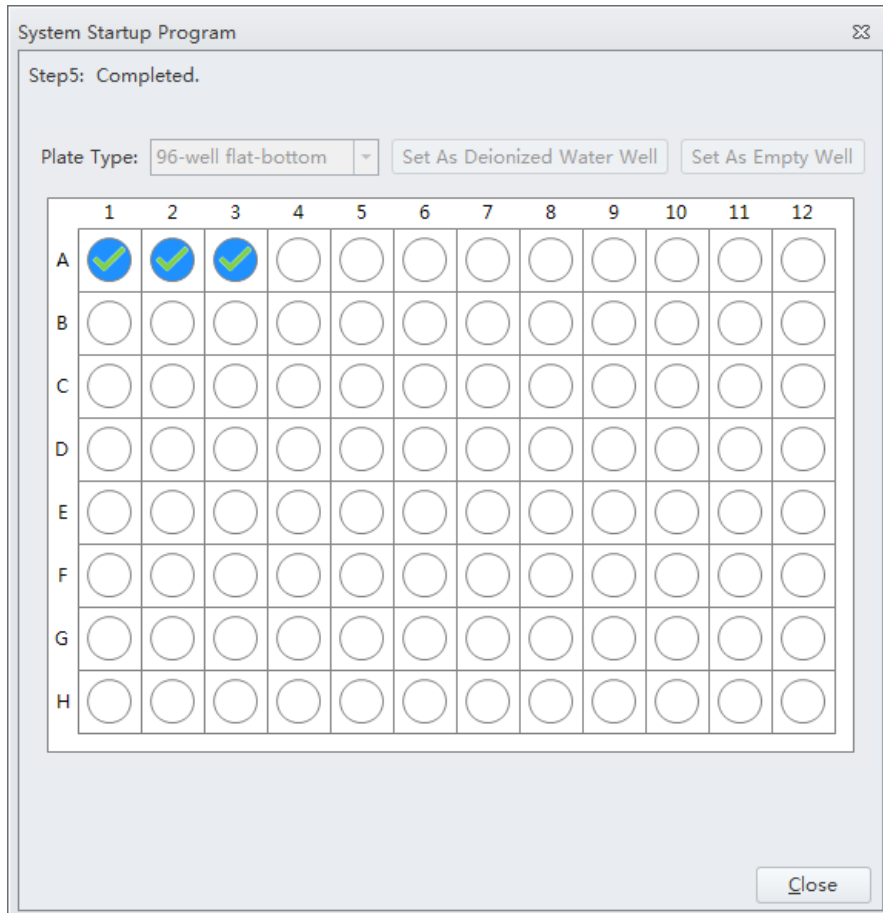 System Startup Program
Step5: Completed.
Plate Type: 96-well flat-bottom Set As Deionized Water Well Set As Empty Well
1 2 3 4 5 6 7 8 9 10 11 12
A
B
C
D
E
F
G
H
Close